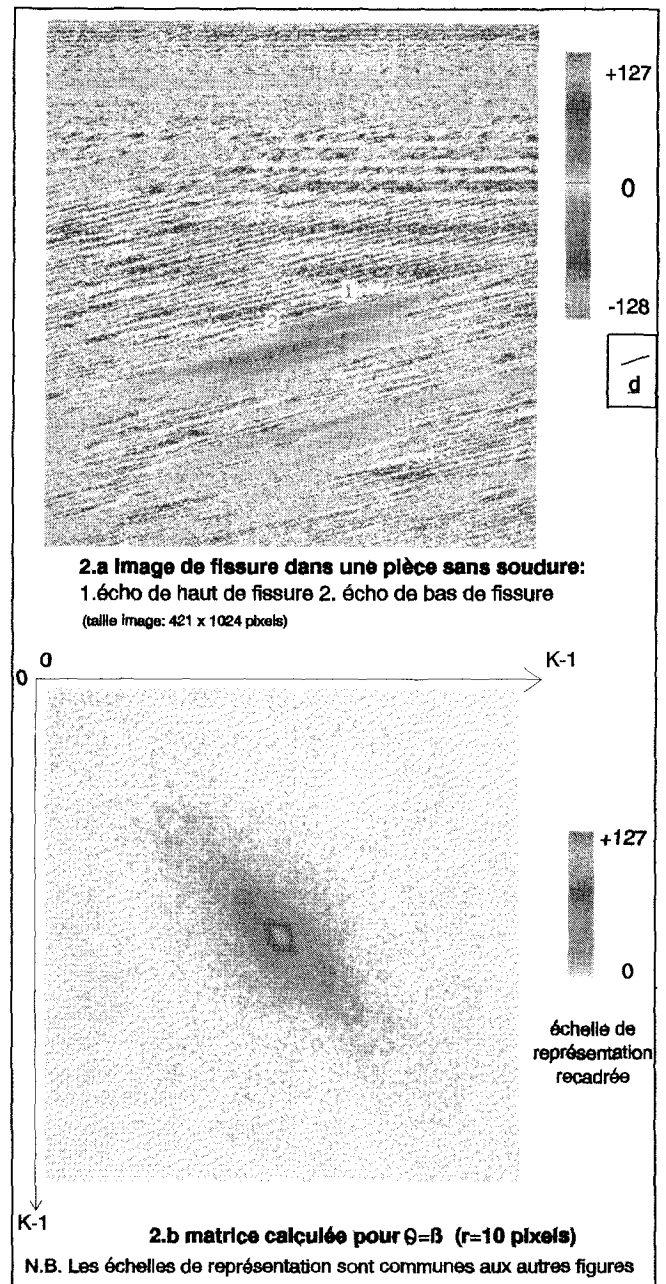 +127
0
-128
d
1
2
2.a Image de fissure dans une pièce sans soudure:
1.écho de haut de fissure 2. écho de bas de fissure
(taille image: 421 x 1024 pixels)
0
0
K-1
+127
0
échelle de
représentation
recadrée
K-1
2.b matrice calculée pour θ=ß (r=10 pixels)
N.B. Les échelles de représentation sont communes aux autres figures